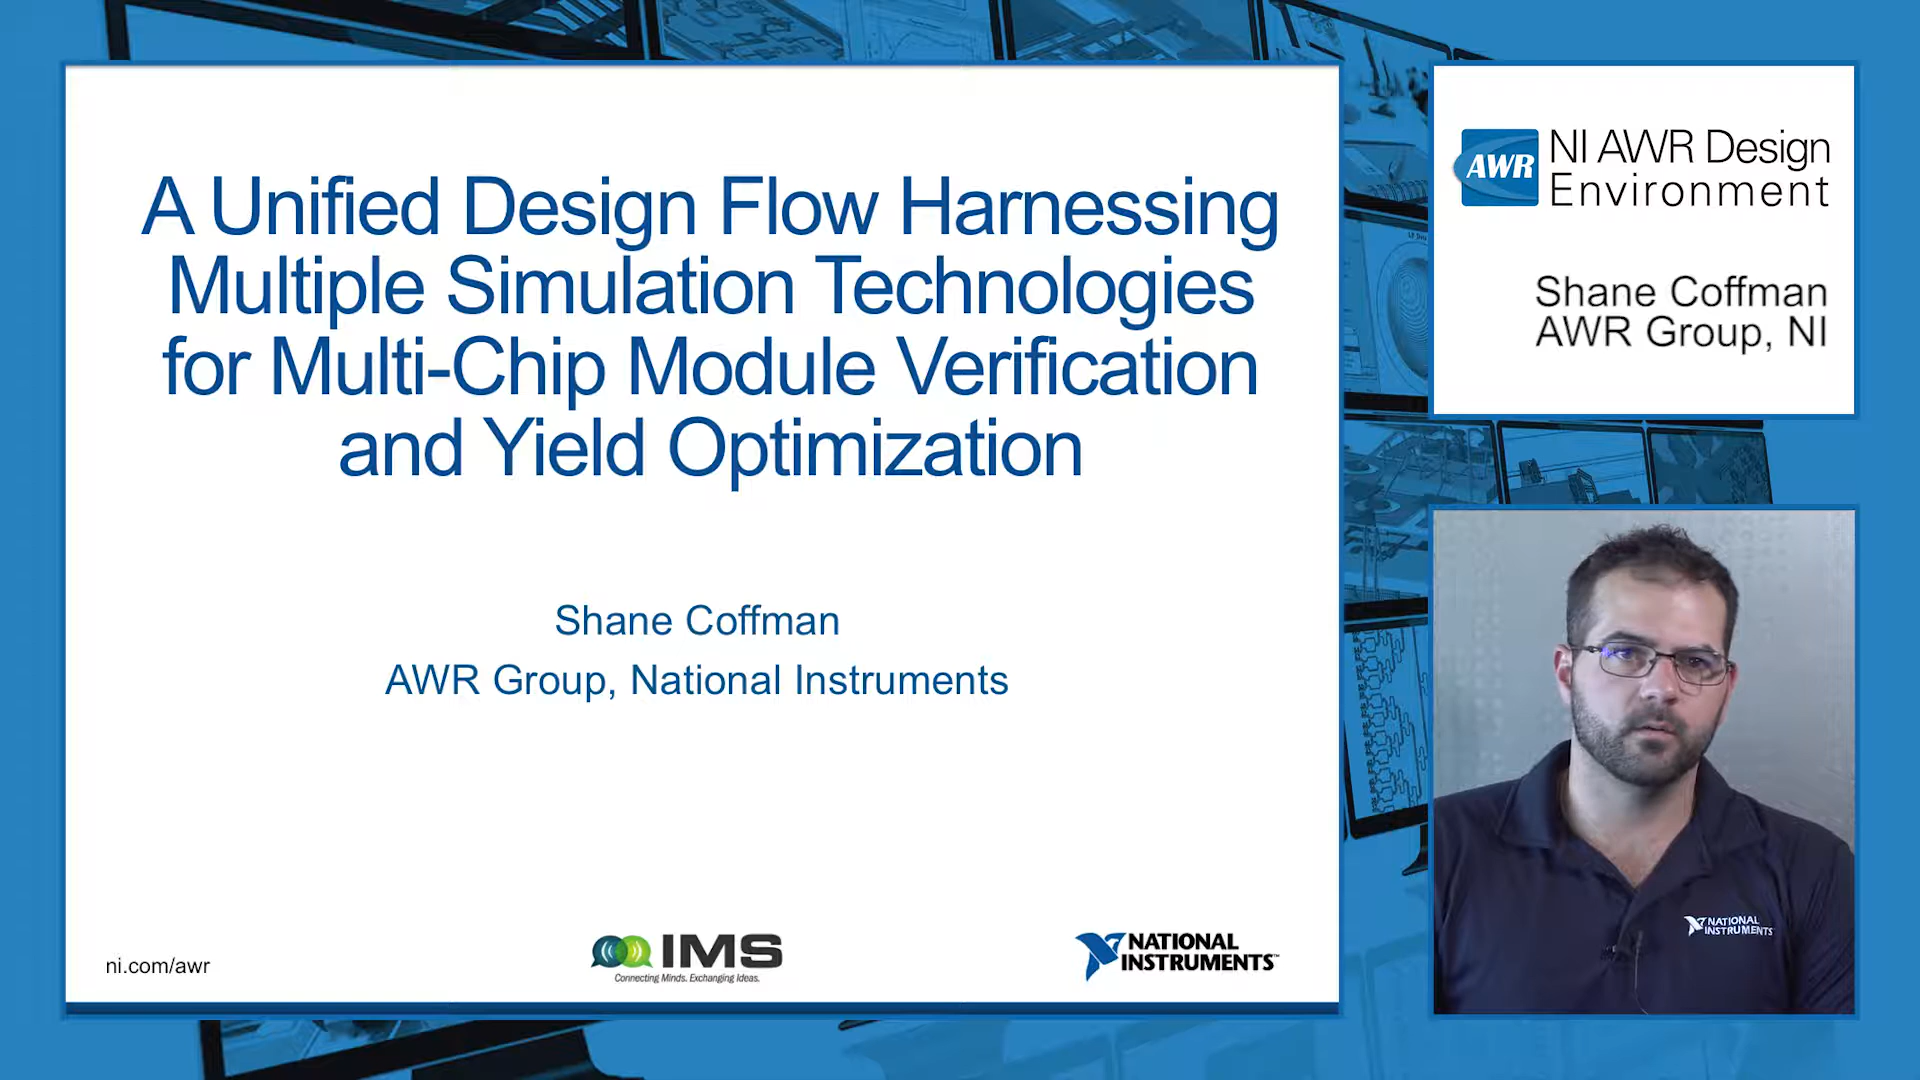 A Unified Design Flow Harnessing
Multiple Simulation Technologies
for Multi-Chip Module Verification
and Yield Optimization
Shane Coffman
AWR Group, National Instruments
ni.com/awr
IMS
Connecting Minds. Exchanging Ideas.
NATIONAL
INSTRUMENTS™
AWR
NI AWR Design
Environment
Shane Coffman
AWR Group, NI
NATIONAL
INSTRUMENTS